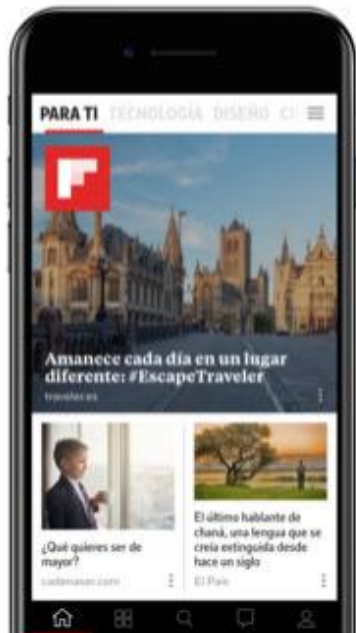 PARA TI TECNOLOGÍA DISEÑO CI
Amanece cada día en un lugar
diferente: #EscapeTraveler
traveler.es
¿Qué quieres ser de
mayor?
cadenaser.com
El último hablante de
chaná, una lengua que se
creía extinguida desde
hace un siglo
El País